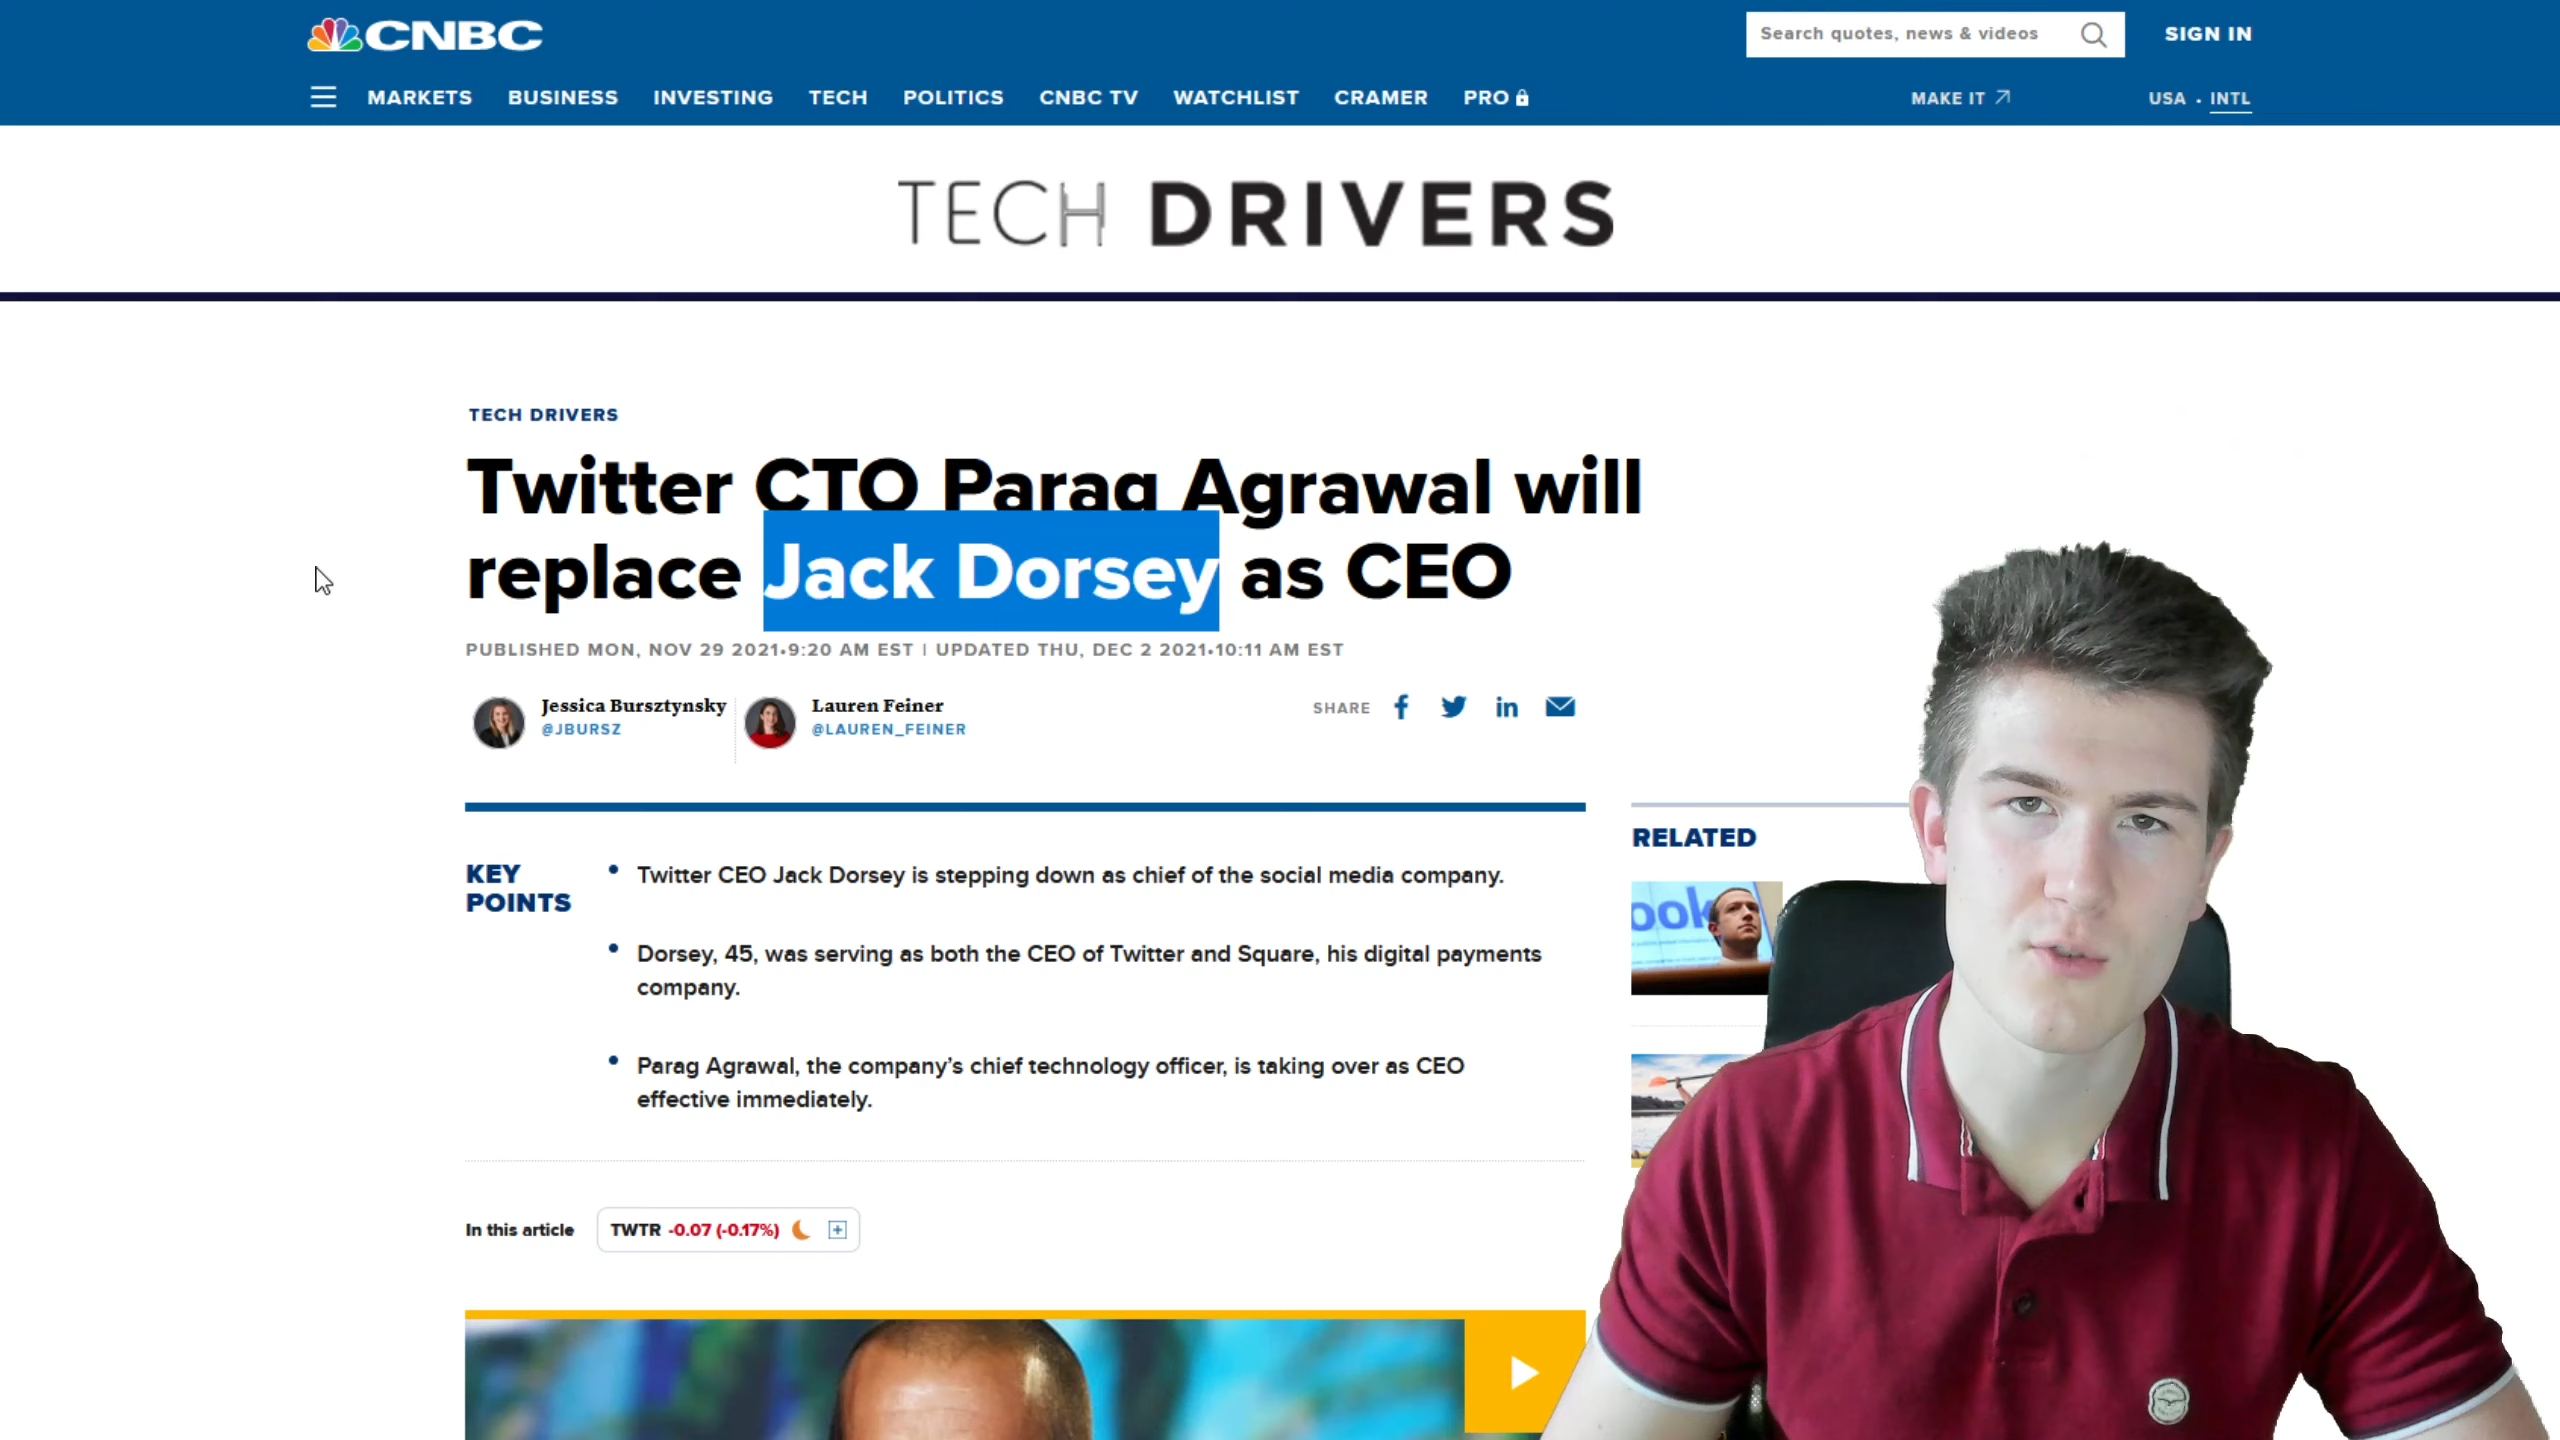 CNBC
Search quotes, news & videos
SIGN IN
MARKETS BUSINESS INVESTING TECH POLITICS CNBC TV WATCHLIST CRAMER PRO
MAKE IT
USA • INTL
TECH DRIVERS
TECH DRIVERS
Twitter CTO Parag Agrawal will
replace Jack Dorsey as CEO
PUBLISHED MON, NOV 29 2021•9:20 AM EST | UPDATED THU, DEC 2 2021•10:11 AM EST
Jessica Bursztynsky
@JBURSZ
Lauren Feiner
@LAUREN_FEINER
SHARE
KEY
POINTS
Twitter CEO Jack Dorsey is stepping down as chief of the social media company.
Dorsey, 45, was serving as both the CEO of Twitter and Square, his digital payments
company.
Parag Agrawal, the company’s chief technology officer, is taking over as CEO
effective immediately.
RELATED
ook
In this article
TWTR -0.07 (-0.17%)